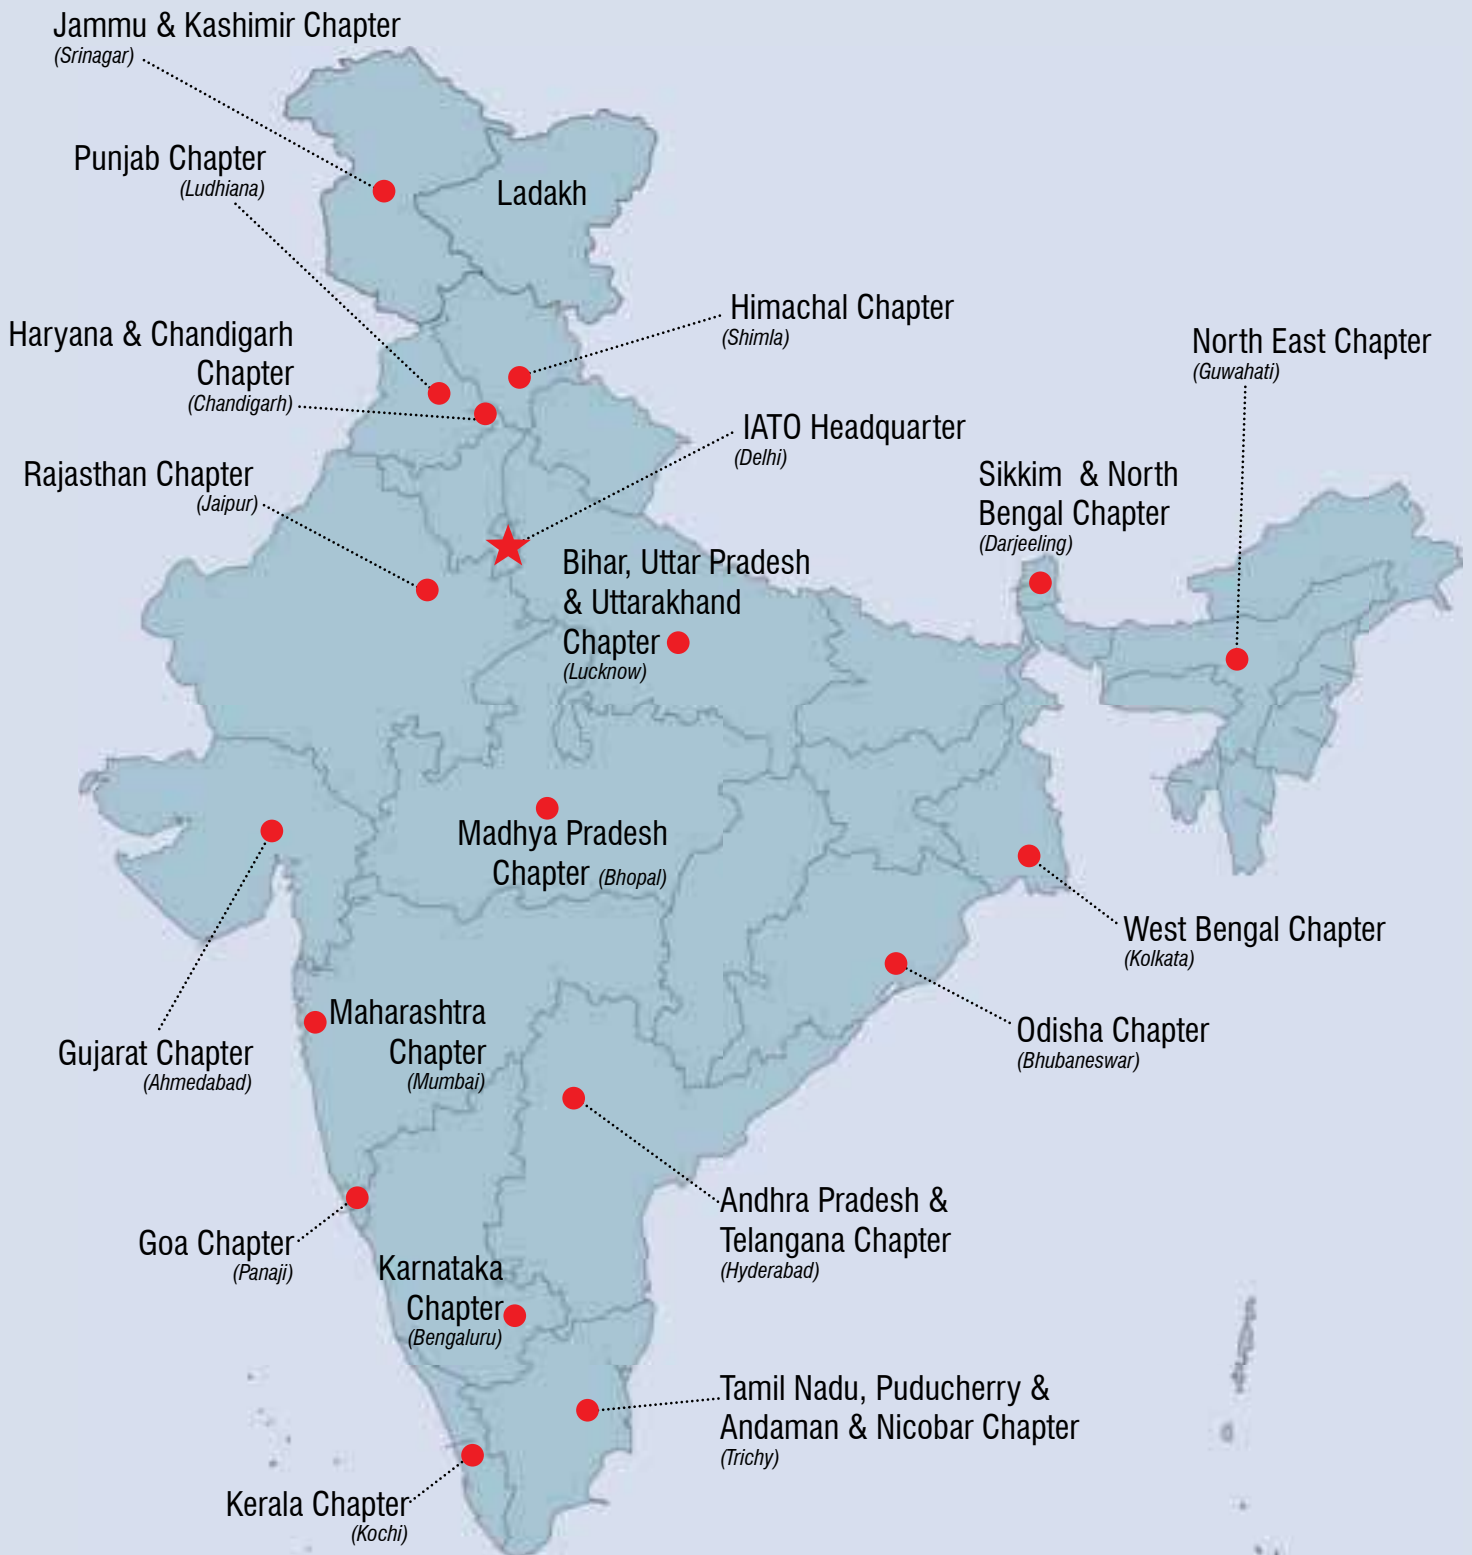 Jammu & Kashmir Chapter
(Srinagar)
Punjab Chapter
(Ludhiana)
Ladakh
Haryana & Chandigarh
Chapter
(Chandigarh)
Himachal Chapter
(Shimla)
North East Chapter
(Guwahati)
IATO Headquarter
(Delhi)
Rajasthan Chapter
(Jaipur)
Sikkim & North
Bengal Chapter
(Darjeeling)
Bihar, Uttar Pradesh
& Uttarakhand
Chapter
(Lucknow)
Madhya Pradesh
Chapter (Bhopal)
West Bengal Chapter
(Kolkata)
Maharashtra
Chapter
(Mumbai)
Gujarat Chapter
(Ahmedabad)
Odisha Chapter
(Bhubaneswar)
Andhra Pradesh &
Telangana Chapter
(Hyderabad)
Goa Chapter
(Panaji)
Karnataka
Chapter
(Bengaluru)
Tamil Nadu, Puducherry &
Andaman & Nicobar Chapter
(Trichy)
Kerala Chapter
(Kochi)